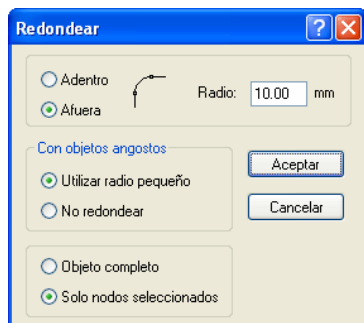 Redondear
Adentro
Afuera
Radio: 10.00 mm
Con objetos angostos
Utilizar radio pequeño
No redondear
Aceptar
Cancelar
Objeto completo
Solo nodos seleccionados